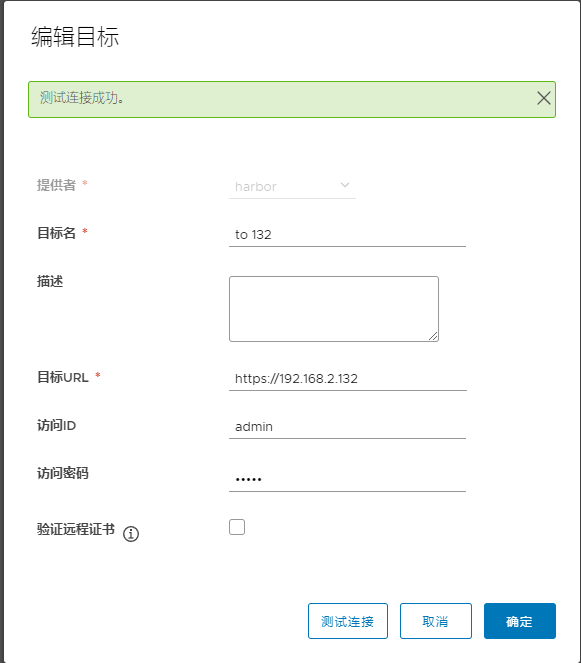 编辑目标
测试连接成功。
提供者 * harbor
目标名 * to 132
描述
目标URL * https://192.168.2.132
访问ID admin
访问密码 •••••
验证远程证书
测试连接 取消 确定